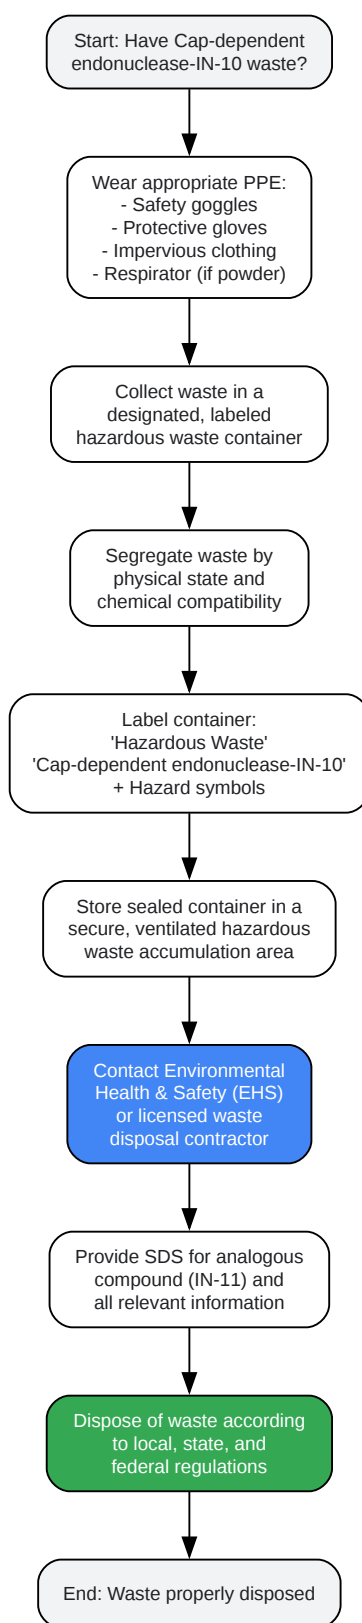 Start: Have Cap-dependent
endonuclease-IN-10 waste?
Wear appropriate PPE:
- Safety goggles
- Protective gloves
- Impervious clothing
- Respirator (if powder)
Collect waste in a
designated, labeled
hazardous waste container
Segregate waste by
physical state and
chemical compatibility
Label container:
'Hazardous Waste'
'Cap-dependent endonuclease-IN-10'
+ Hazard symbols
Store sealed container in a
secure, ventilated hazardous
waste accumulation area
Contact Environmental
Health & Safety (EHS)
or licensed waste
disposal contractor
Provide SDS for analogous
compound (IN-11) and
all relevant information
Dispose of waste according
to local, state, and
federal regulations
End: Waste properly disposed